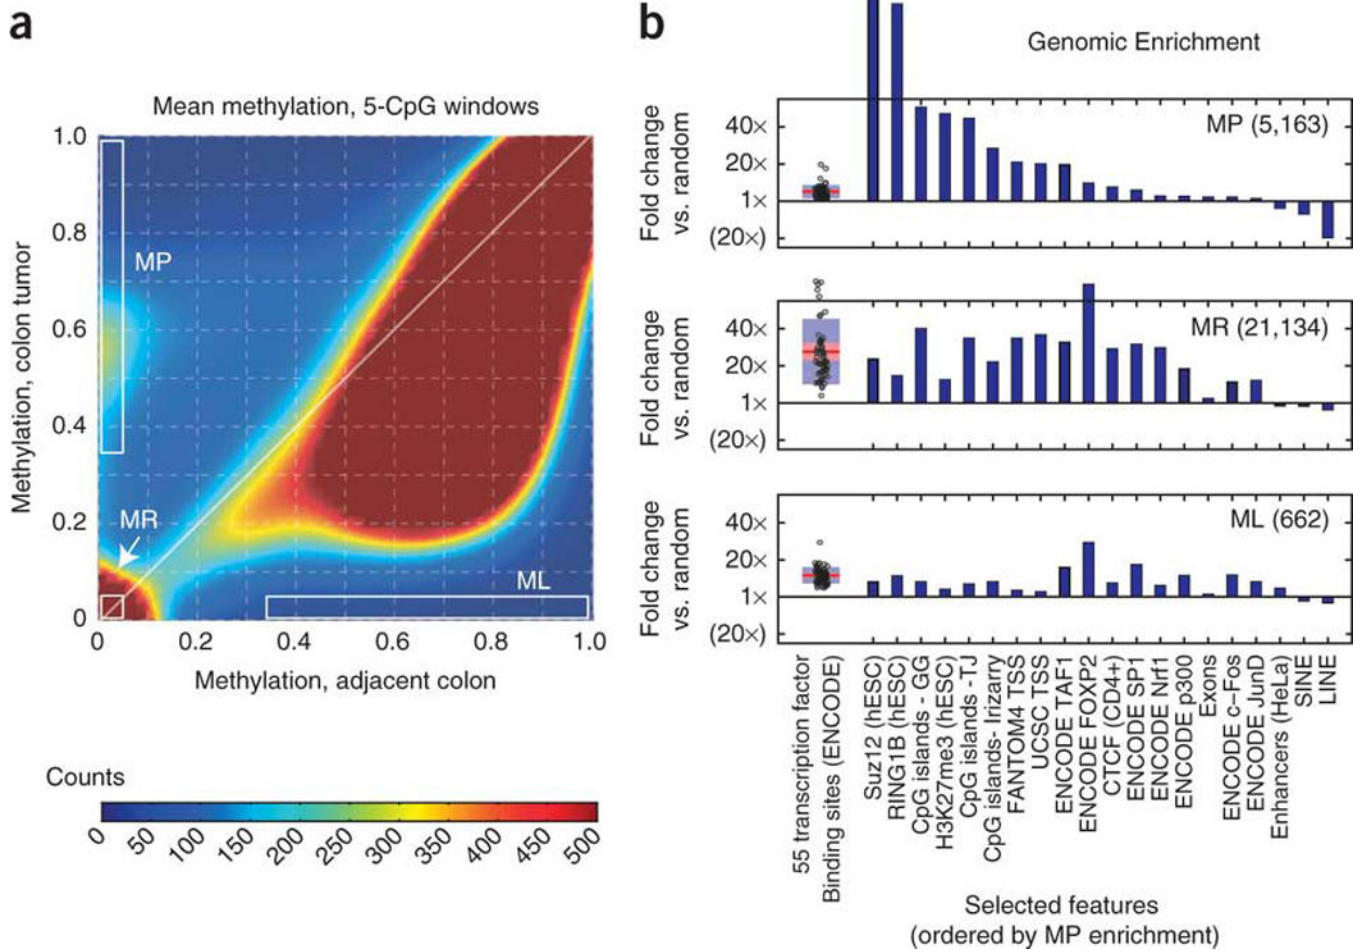 a
Mean methylation, 5-CpG windows
Methylation, colon tumor
1.0
0.8
0.6
0.4
0.2
0
MP
MR
ML
0
0.2
0.4
0.6
0.8
1.0
Methylation, adjacent colon
Counts
0
50
100
150
200
250
300
350
400
450
500
b
Genomic Enrichment
Fold change
vs. random
40×
20×
1×
(20×)
MP (5,163)
Fold change
vs. random
40×
20×
1×
(20×)
MR (21,134)
Fold change
vs. random
40×
20×
1×
(20×)
ML (662)
55 transcription factor
Binding sites (ENCODE)
Suz12 (hESC)
RING1B (hESC)
CpG islands - GG
H3K27me3 (hESC)
CpG islands -TJ
CpG islands- Irizarry
FANTOM4 TSS
UCSC TSS
ENCODE TAF1
ENCODE FOXP2
CTCF (CD4+)
ENCODE SP1
ENCODE Nrf1
ENCODE p300
Exons
ENCODE c–Fos
ENCODE JunD
Enhancers (HeLa)
SINE
LINE
Selected features
(ordered by MP enrichment)